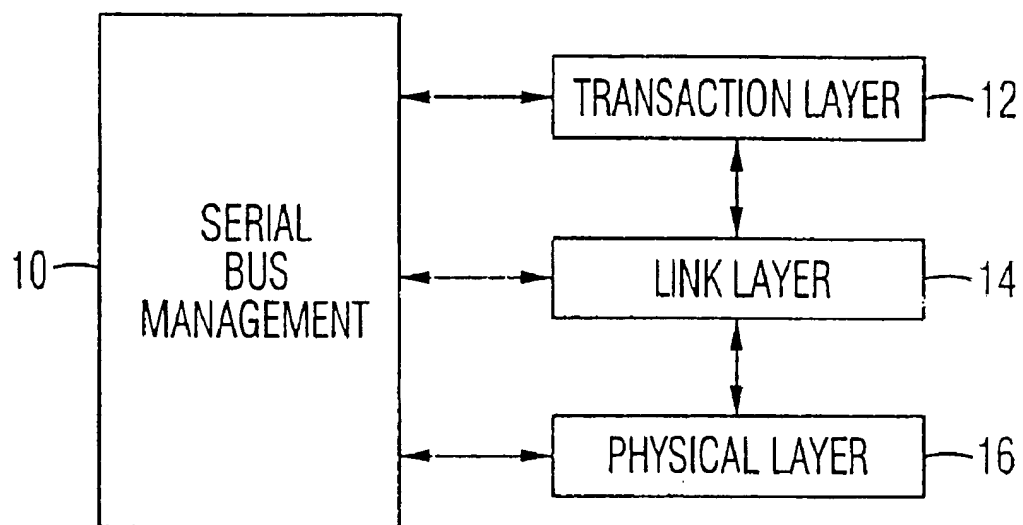 TRANSACTION LAYER
12
10
SERIAL
BUS
MANAGEMENT
LINK LAYER
14
PHYSICAL LAYER
16